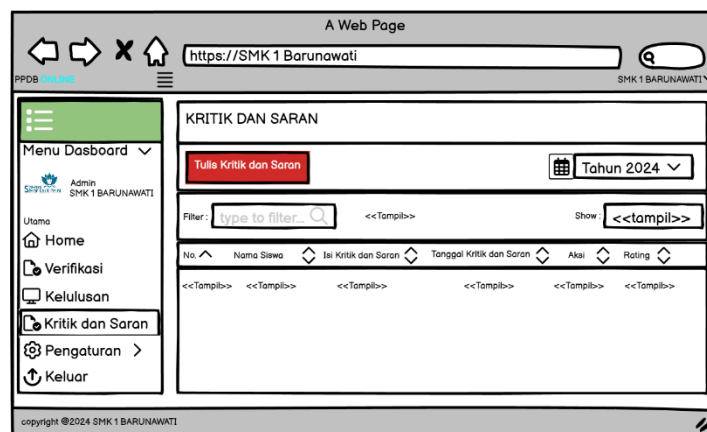 A Web Page
https://SMK 1 Barunawati
PPDB ONLINE
SMK 1 BARUNAWATI
Menu Dasboard
Admin
SMK 1 BARUNAWATI
Utama
Home
Verifikasi
Kelulusan
Kritik dan Saran
Pengaturan
Keluar
KRITIK DAN SARAN
Tulis Kritik dan Saran
Tahun 2024
Filter : type to filter... <<Tampil>> Show : <<tampil>>
No. Nama Siswa Isi Kritik dan Saran Tanggal Kritik dan Saran Aksi Rating
<<Tampil>> <<Tampil>> <<Tampil>> <<Tampil>> <<Tampil>> <<Tampil>>
copyright @2024 SMK 1 BARUNAWATI